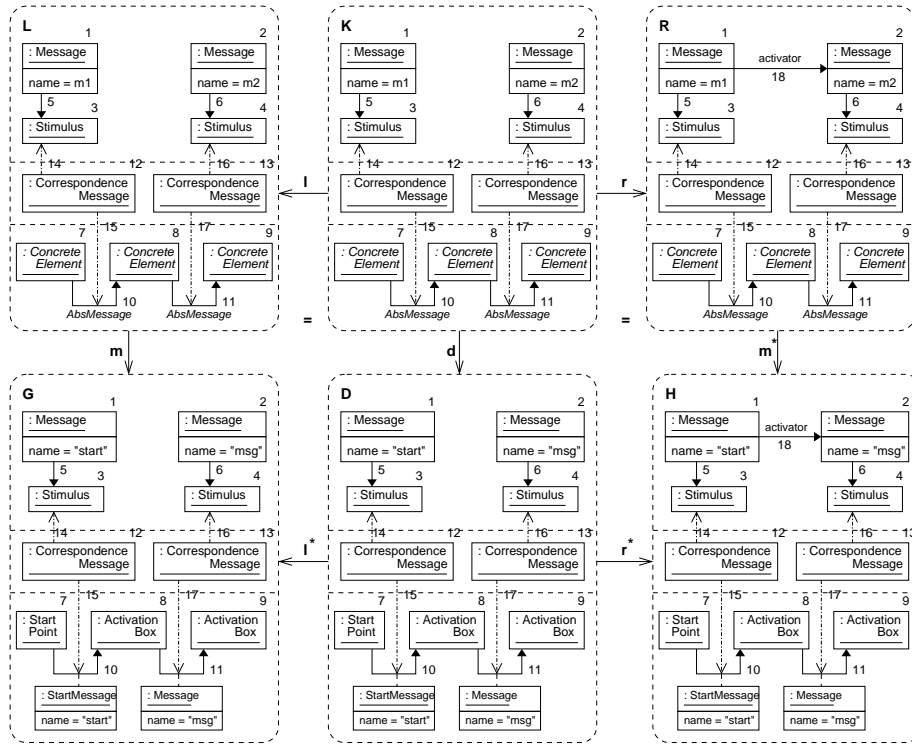 L
1
2
: Message
: Message
name = m1
name = m2
5
6
3
4
: Stimulus
: Stimulus
14
12
16
13
: Correspondence
Message
: Correspondence
Message
15
17
7
8
9
: Concrete
Element
: Concrete
Element
: Concrete
Element
10
11
AbsMessage
AbsMessage
l
K
1
2
: Message
: Message
name = m1
name = m2
5
6
3
4
: Stimulus
: Stimulus
14
12
16
13
: Correspondence
Message
: Correspondence
Message
15
17
7
8
9
: Concrete
Element
: Concrete
Element
: Concrete
Element
10
11
AbsMessage
AbsMessage
r
R
1
2
: Message
activator
: Message
name = m1
18
name = m2
5
6
3
4
: Stimulus
: Stimulus
14
12
16
13
: Correspondence
Message
: Correspondence
Message
15
17
7
8
9
: Concrete
Element
: Concrete
Element
: Concrete
Element
10
11
AbsMessage
AbsMessage
=
=
m
d
m*
G
1
2
: Message
: Message
name = "start"
name = "msg"
5
6
3
4
: Stimulus
: Stimulus
14
12
16
13
: Correspondence
Message
: Correspondence
Message
15
17
7
8
9
: Start
Point
: Activation
Box
: Activation
Box
10
11
: StartMessage
: Message
name = "start"
name = "msg"
l*
D
1
2
: Message
: Message
name = "start"
name = "msg"
5
6
3
4
: Stimulus
: Stimulus
14
12
16
13
: Correspondence
Message
: Correspondence
Message
15
17
7
8
9
: Start
Point
: Activation
Box
: Activation
Box
10
11
: StartMessage
: Message
name = "start"
name = "msg"
r*
H
1
2
: Message
activator
: Message
name = "start"
18
name = "msg"
5
6
3
4
: Stimulus
: Stimulus
14
12
16
13
: Correspondence
Message
: Correspondence
Message
15
17
7
8
9
: Start
Point
: Activation
Box
: Activation
Box
10
11
: StartMessage
: Message
name = "start"
name = "msg"